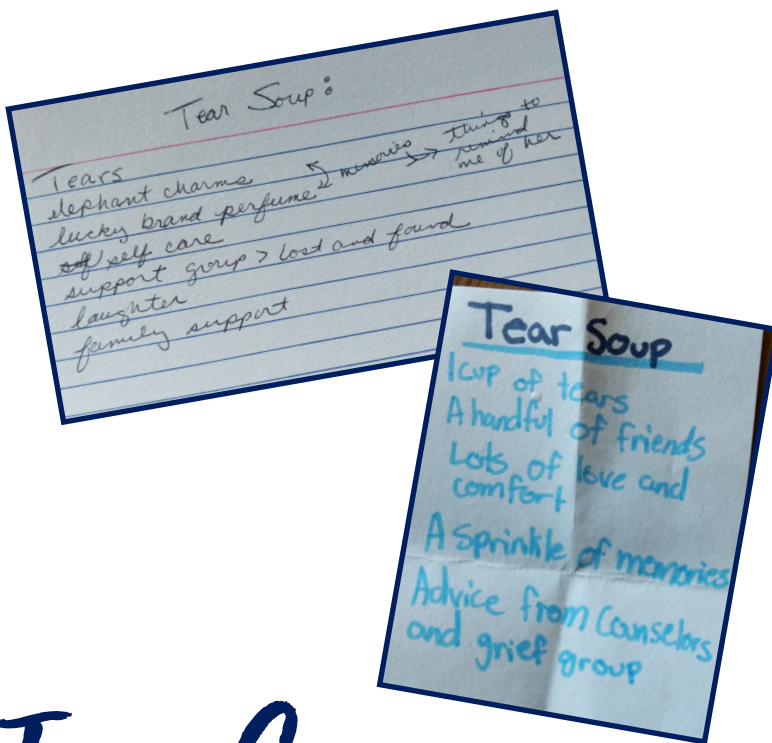 Tear Soup:
Tears
elephant charms
lucky brand perfume
memories
things to
remind
me of her
self care
support group > lost and found
laughter
family support
Tear Soup
1 cup of tears
A handful of friends
Lots of love and
comfort
A sprinkle of memories
Advice from Counselors
and grief group